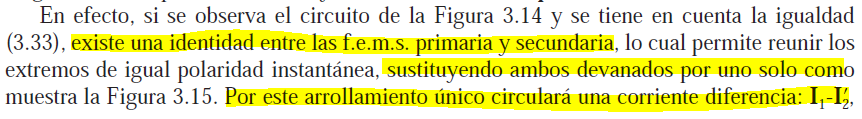 En efecto, si se observa el circuito de la Figura 3.14 y se tiene en cuenta la igualdad
(3.33), existe una identidad entre las f.e.m.s. primaria y secundaria, lo cual permite reunir los
extremos de igual polaridad instantánea, sustituyendo ambos devanados por uno solo como
muestra la Figura 3.15. Por este arrollamiento único circulará una corriente diferencia: I₁-I′₂,